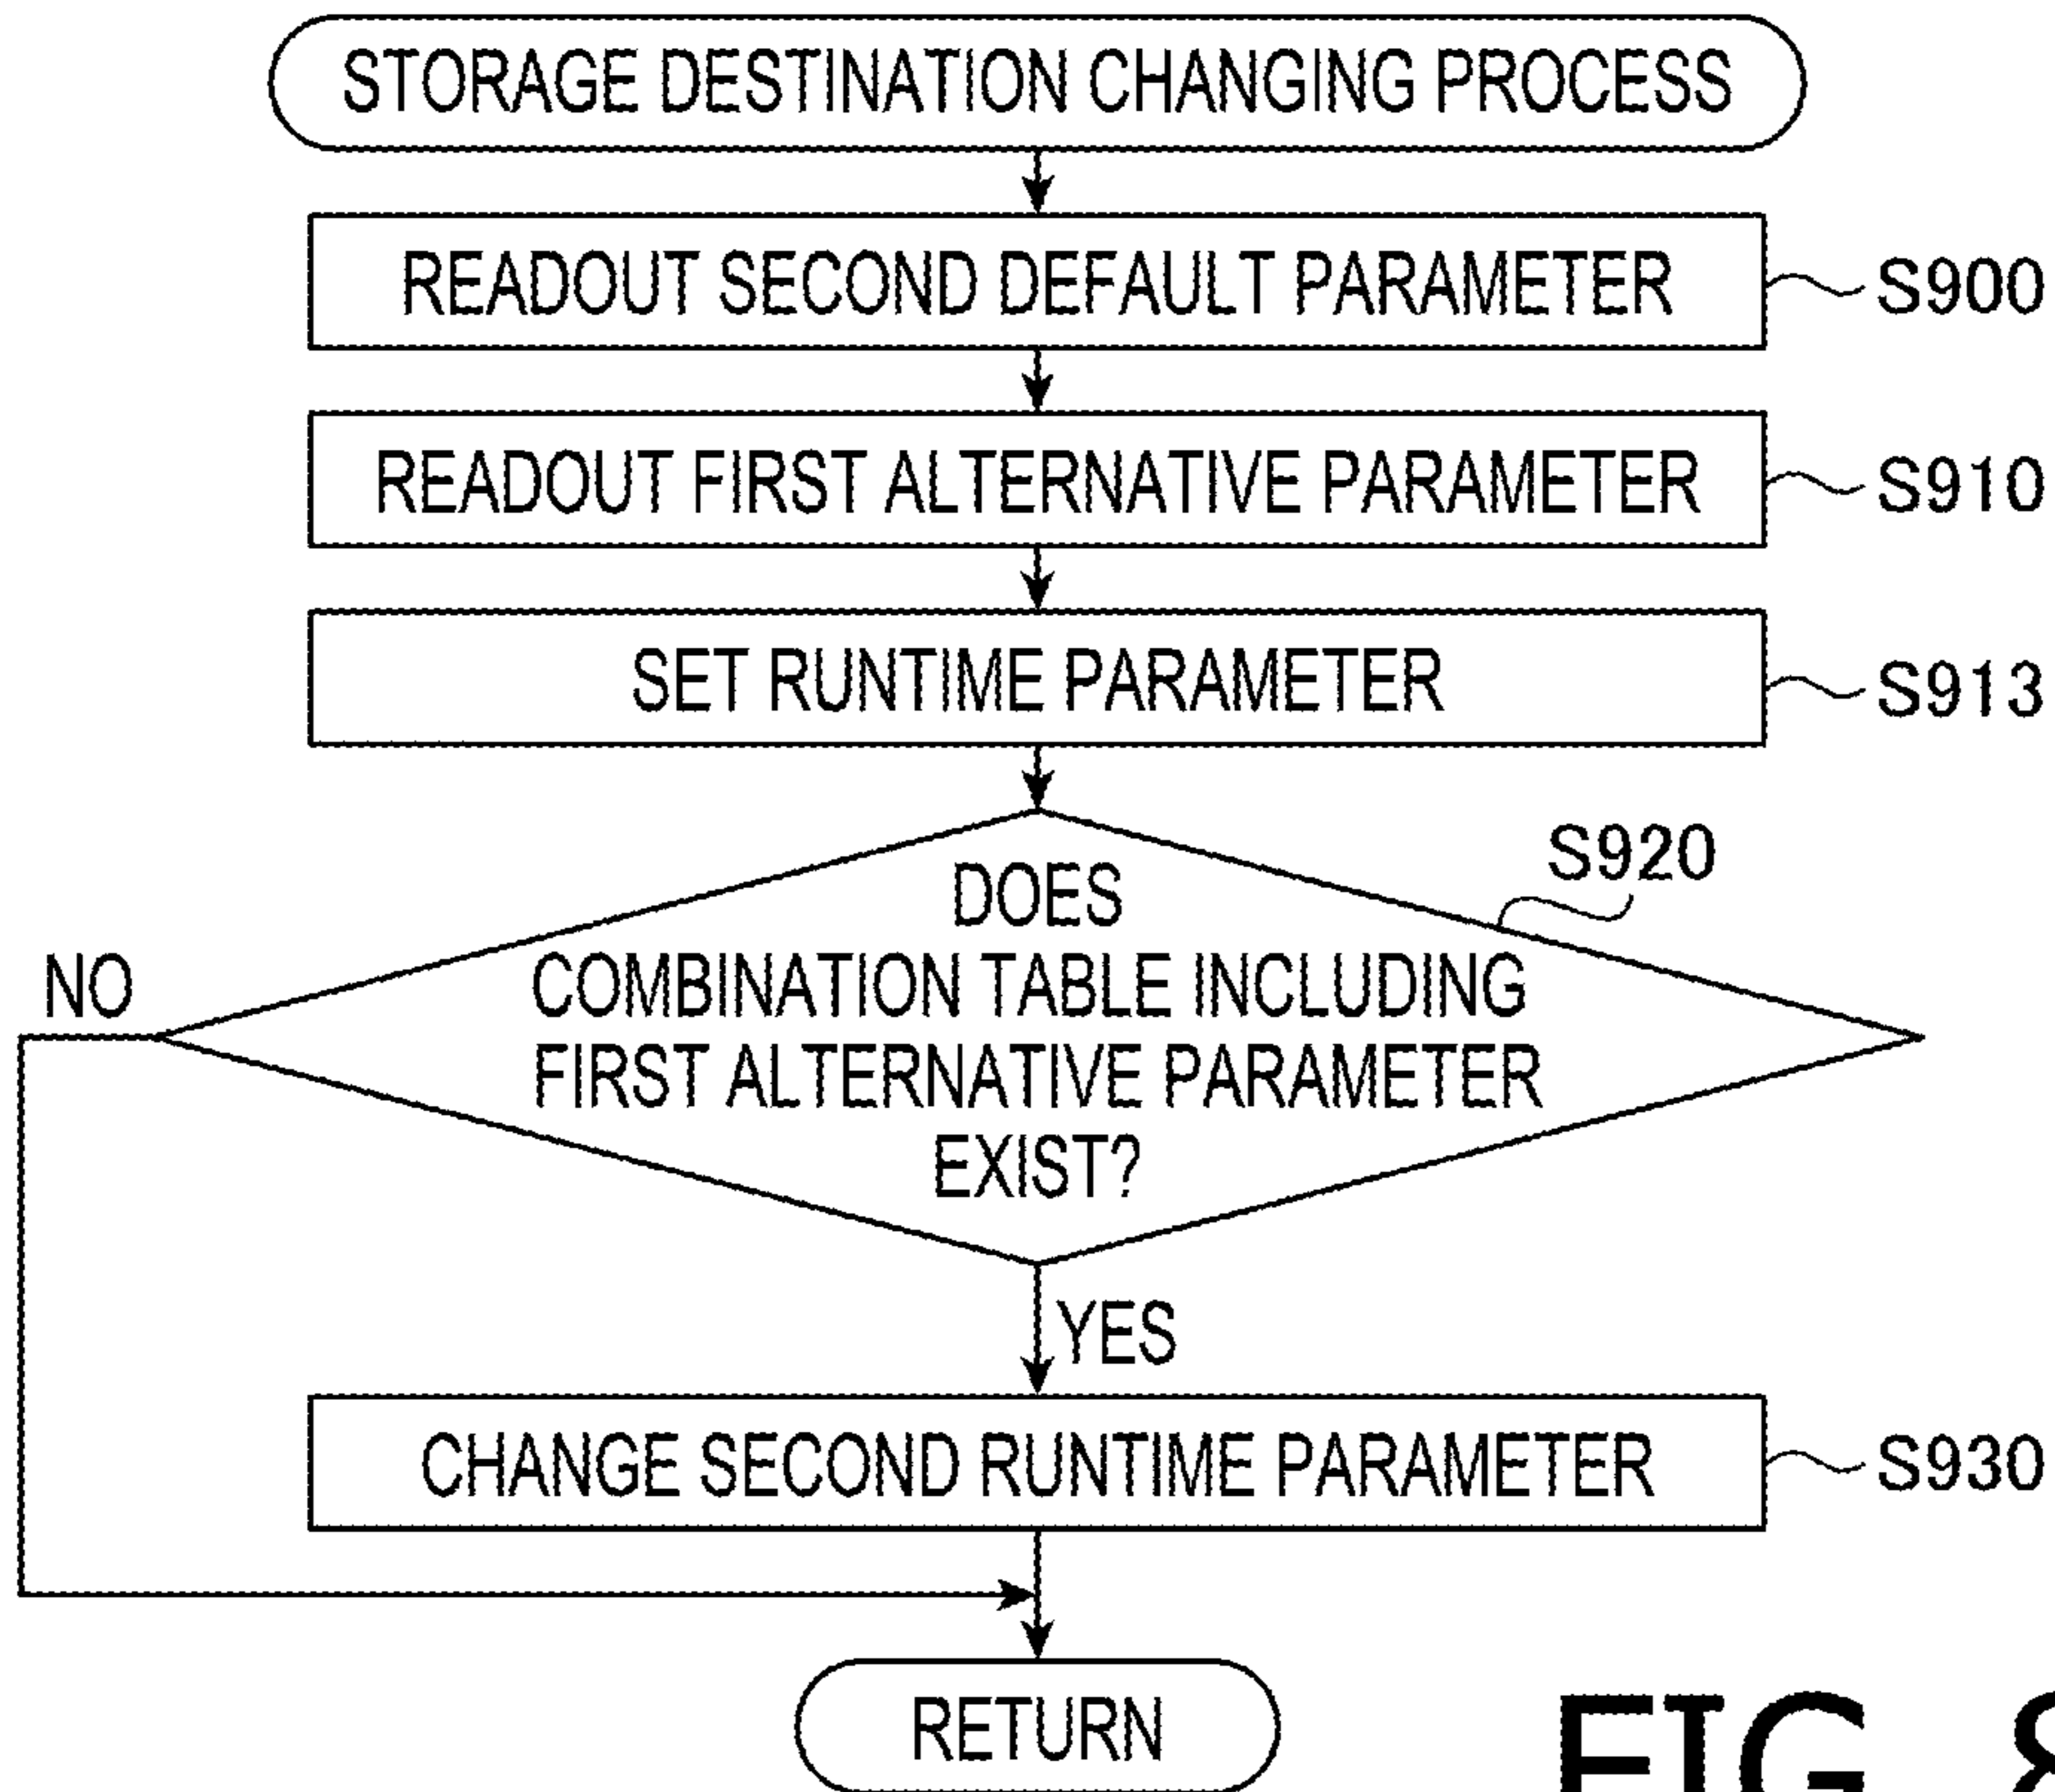 STORAGE DESTINATION CHANGING PROCESS
READOUT SECOND DEFAULT PARAMETER
S900
READOUT FIRST ALTERNATIVE PARAMETER
S910
SET RUNTIME PARAMETER
S913
S920
DOES
COMBINATION TABLE INCLUDING
FIRST ALTERNATIVE PARAMETER
EXIST?
NO
YES
CHANGE SECOND RUNTIME PARAMETER
S930
RETURN
FIG